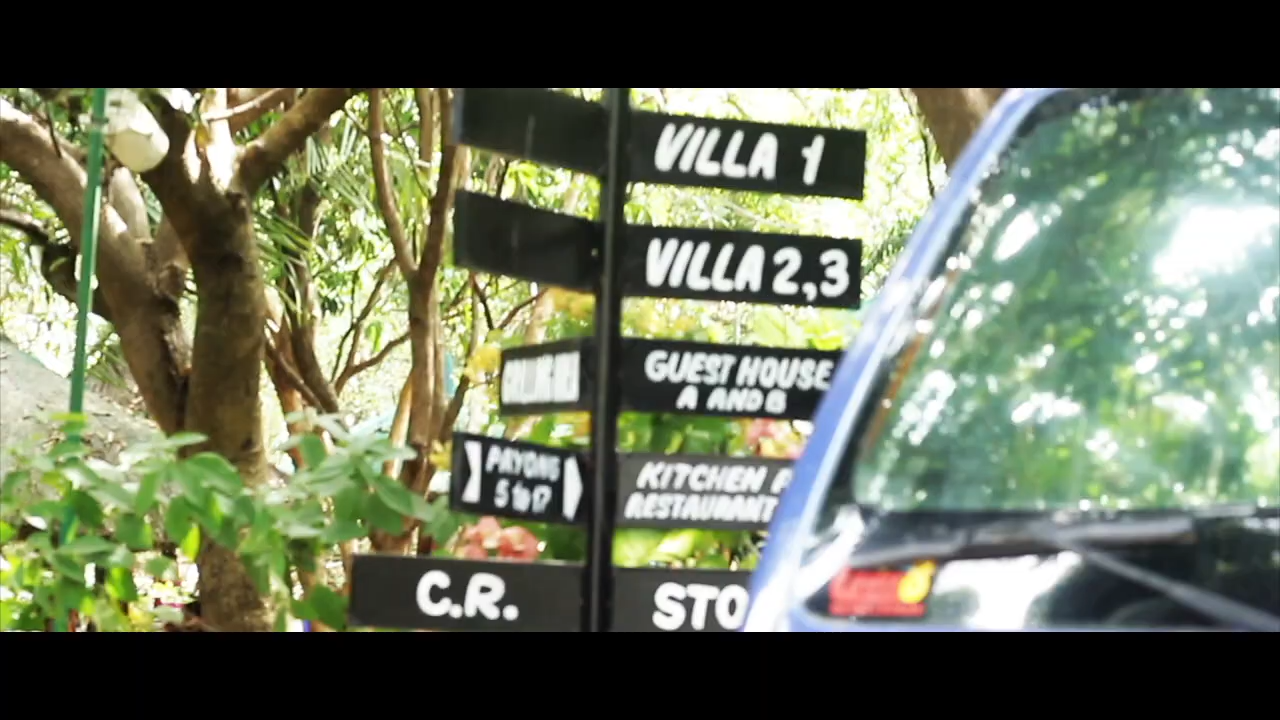 VILLA 1
VILLA 2,3
GUEST HOUSE
A AND B
PAYONG
5 to 17
KITCHEN
RESTAURANT
C.R.
STO